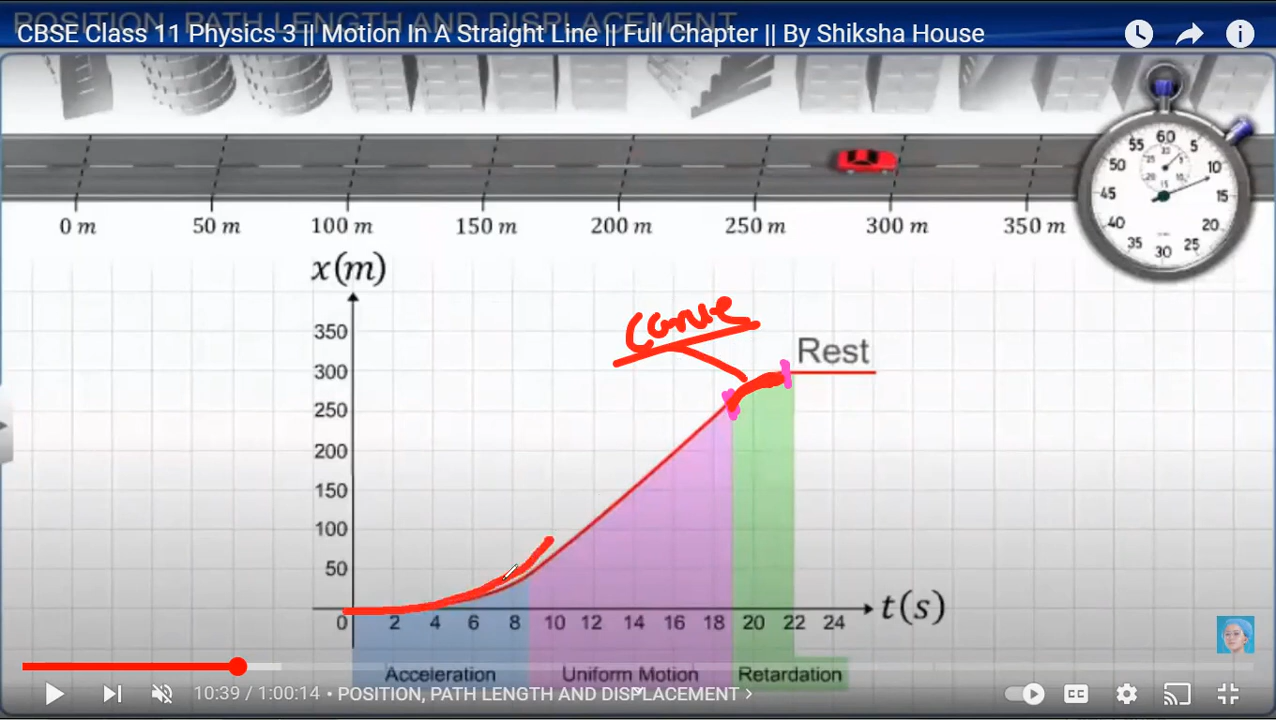 POSITION, PATH LENGTH AND DISPLACEMENT
CBSE Class 11 Physics 3 || Motion In A Straight Line || Full Chapter || By Shiksha House
60
55 5
50 10
45 15
40 20
35 25
30
0 m 50 m 100 m 150 m 200 m 250 m 300 m 350 m
x(m)
350
Rest
300
250
200
150
100
50
t(s)
0 2 4 6 8 10 12 14 16 18 20 22 24
Acceleration Uniform Motion Retardation
10:39 / 1:00:14 • POSITION, PATH LENGTH AND DISPLACEMENT
CC